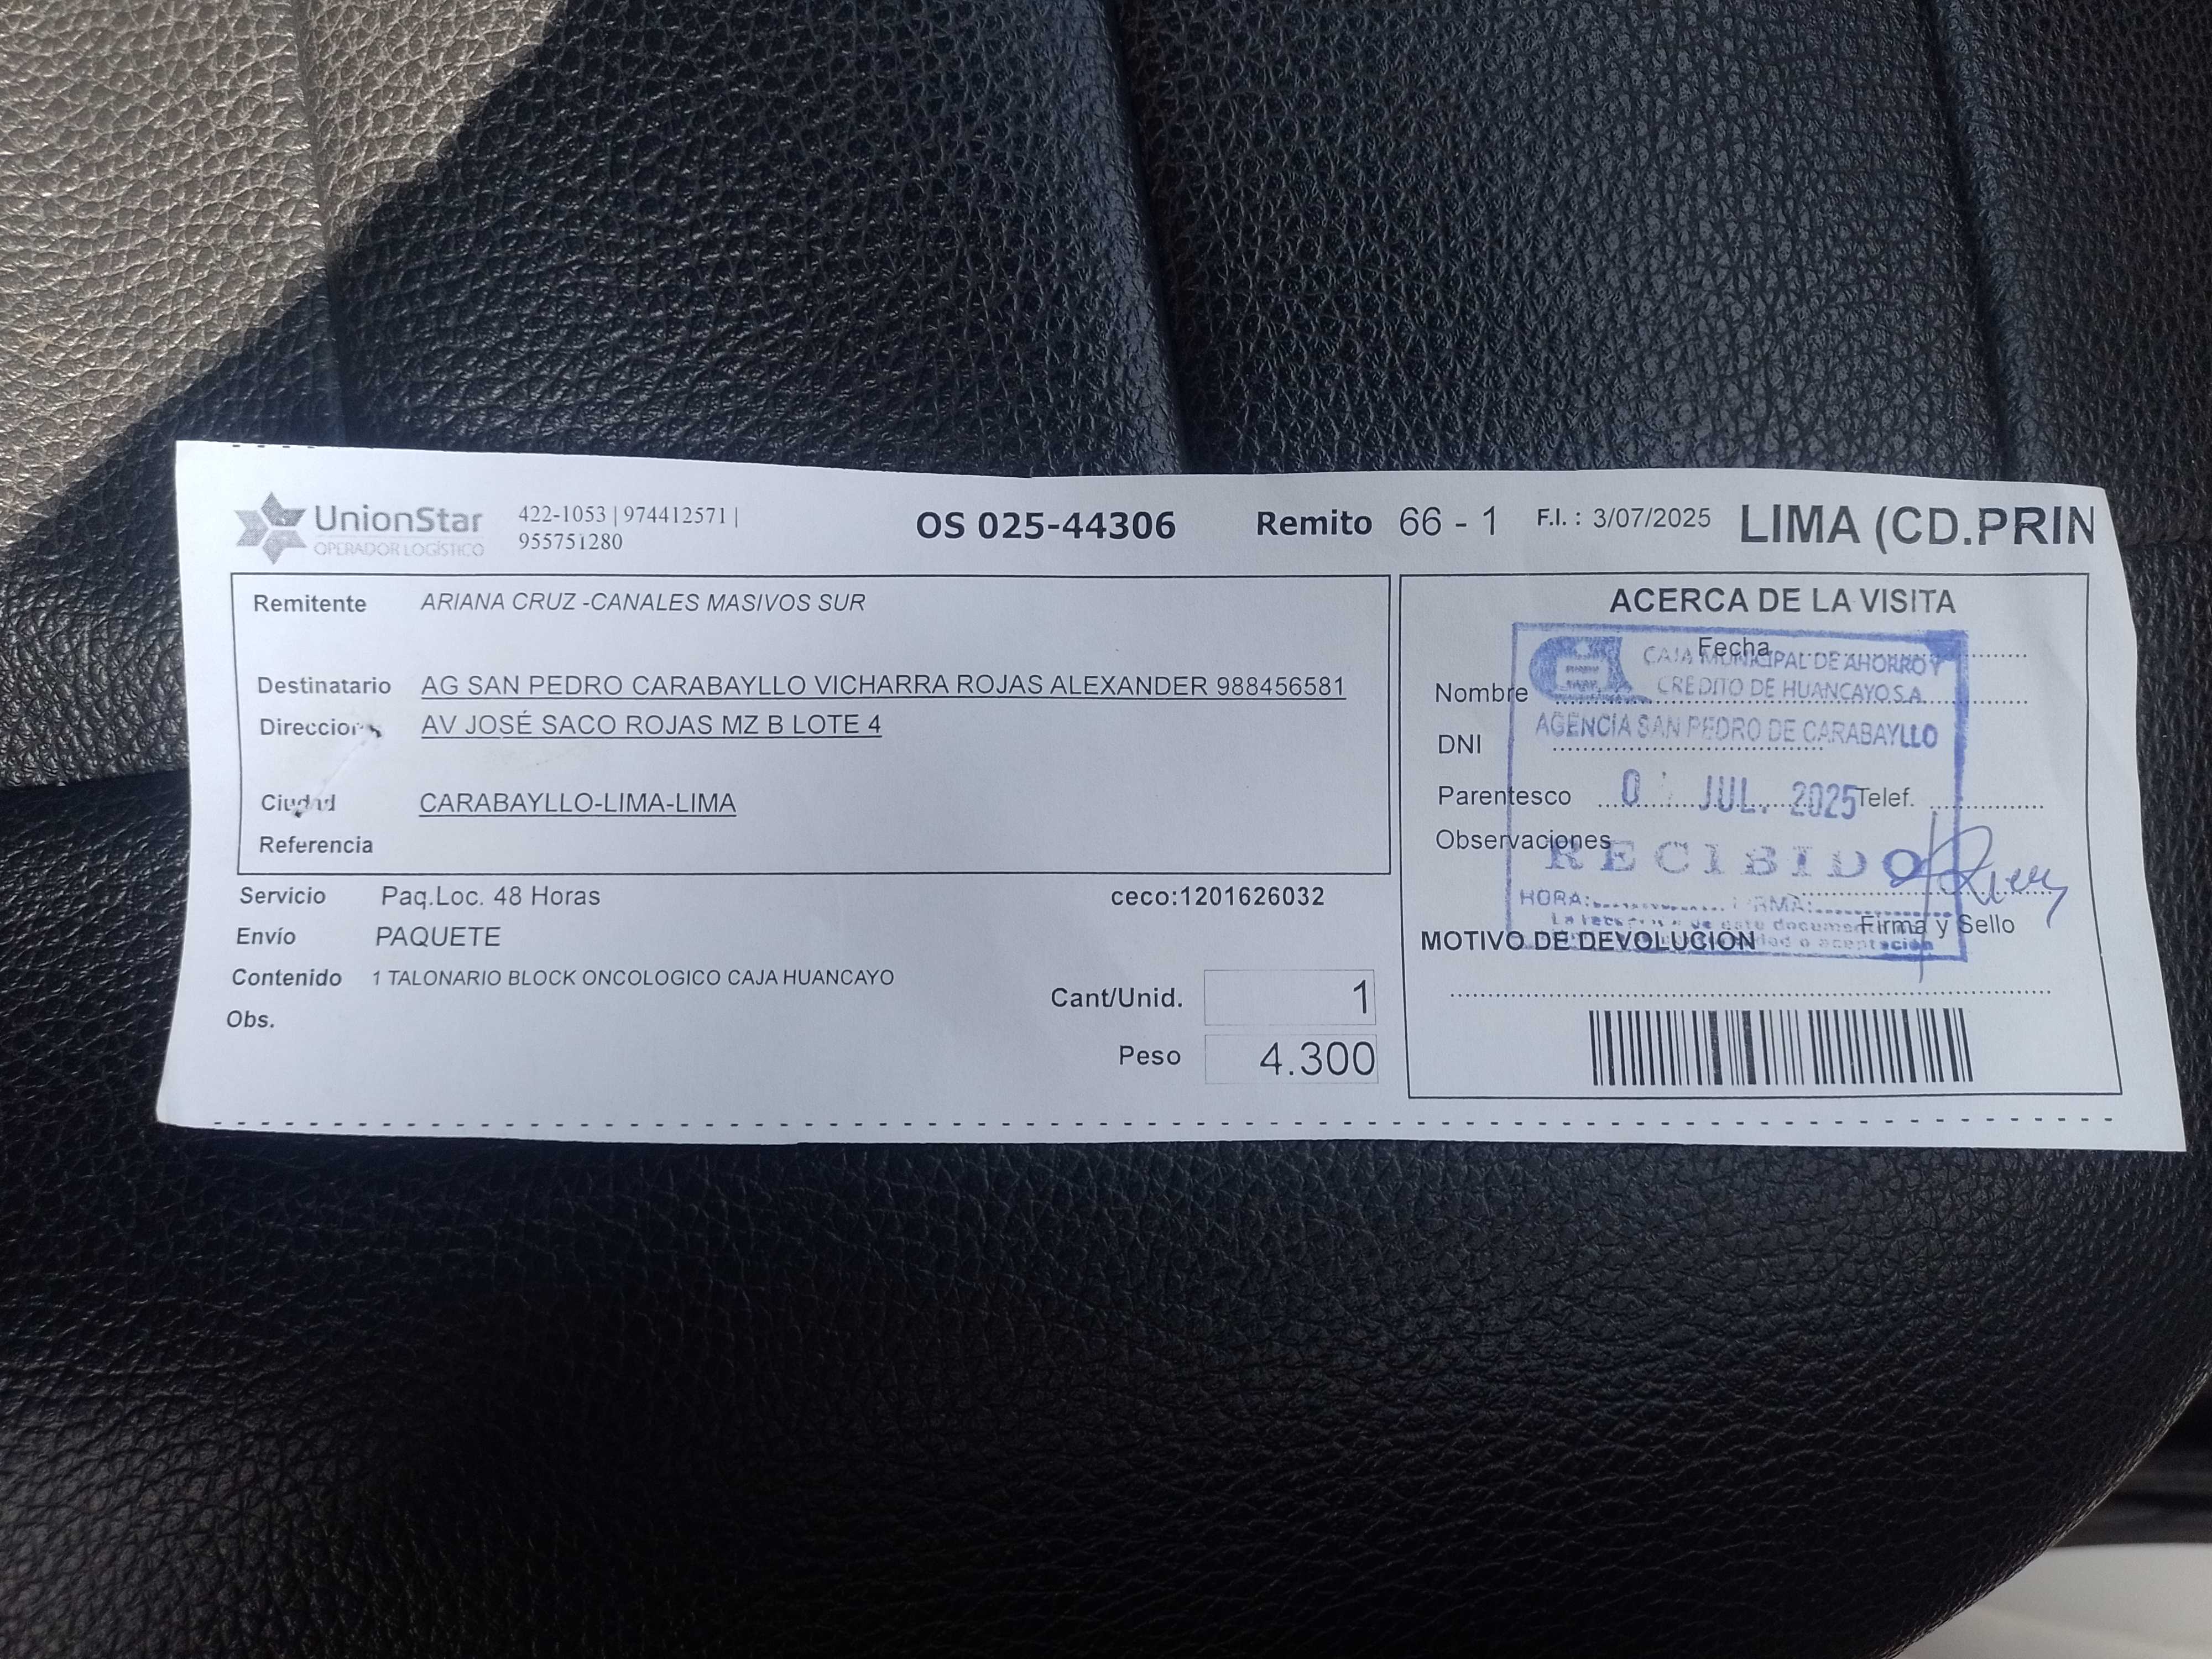 UnionStar
OPERADOR LOGÍSTICO
422-1053 | 974412571 |
955751280
OS 025-44306
Remito 66 - 1
F.I. : 3/07/2025
LIMA (CD.PRIN
Remitente ARIANA CRUZ -CANALES MASIVOS SUR
Destinatario AG SAN PEDRO CARABAYLLO VICHARRA ROJAS ALEXANDER 988456581
Direccion AV JOSÉ SACO ROJAS MZ B LOTE 4
Ciudad CARABAYLLO-LIMA-LIMA
Referencia
Servicio Paq.Loc. 48 Horas
ceco:1201626032
Envío PAQUETE
Contenido 1 TALONARIO BLOCK ONCOLOGICO CAJA HUANCAYO
Obs.
Cant/Unid. 1
Peso 4.300
ACERCA DE LA VISITA
Fecha
Nombre
DNI
Parentesco
Telef.
Observaciones
Firma y Sello
MOTIVO DE DEVOLUCION
CAJA MUNICIPAL DE AHORRO Y
CRÉDITO DE HUANCAYO S.A.
AGENCIA SAN PEDRO DE CARABAYLLO
JUL. 2025
RECIBIDO
HORA: FIRMA: